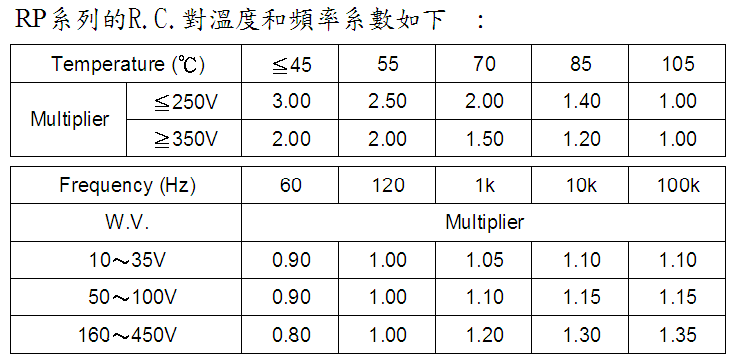 RP系列的R.C.對溫度和頻率系數如下 :
Temperature (℃) ≦45 55 70 85 105
Multiplier ≦250V 3.00 2.50 2.00 1.40 1.00
≧350V 2.00 2.00 1.50 1.20 1.00
Frequency (Hz) 60 120 1k 10k 100k
W.V. Multiplier
10～35V 0.90 1.00 1.05 1.10 1.10
50～100V 0.90 1.00 1.10 1.15 1.15
160～450V 0.80 1.00 1.20 1.30 1.35